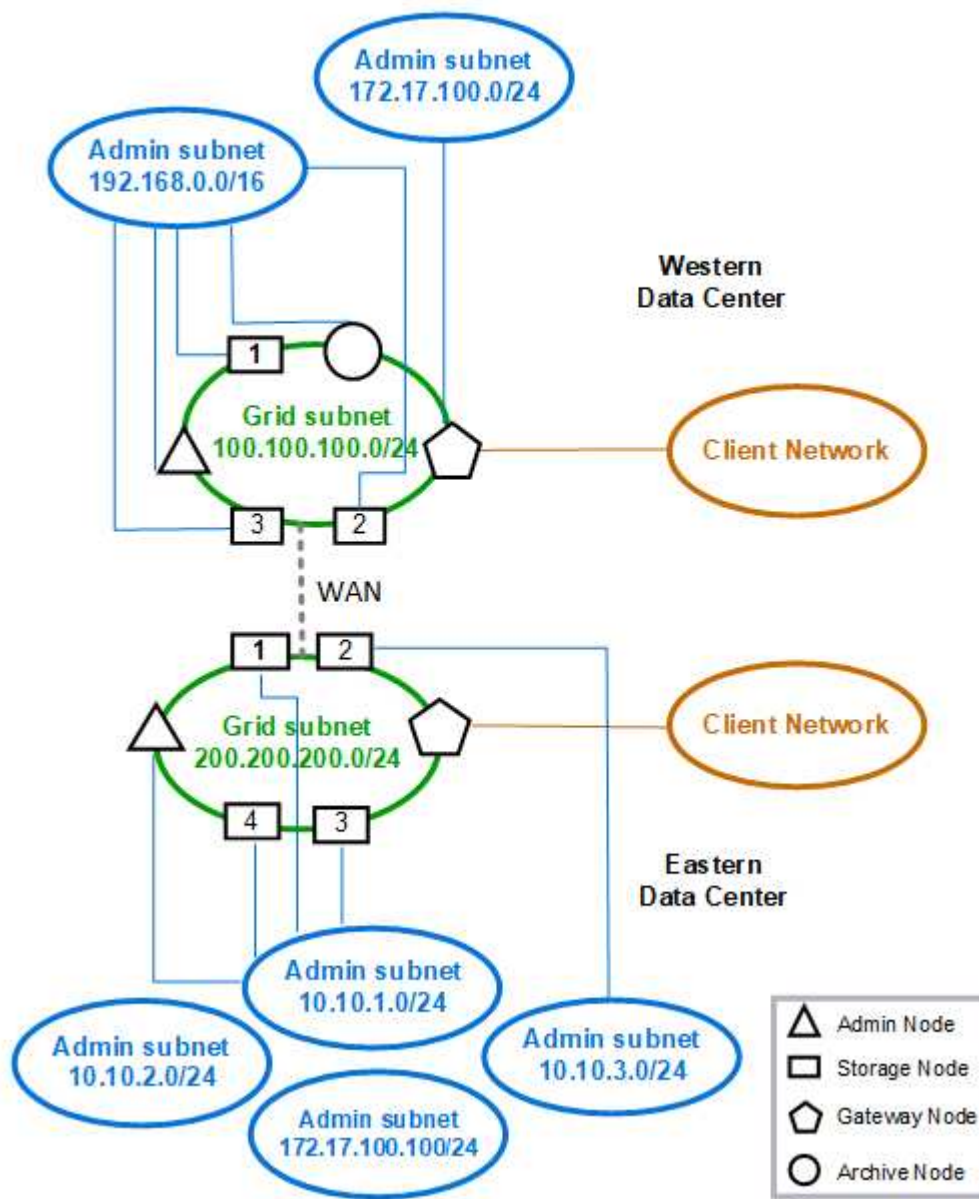 Admin subnet
172.17.100.0/24
Admin subnet
192.168.0.0/16
Western
Data Center
1
Grid subnet
100.100.100.0/24
Client Network
3
2
WAN
1
2
Grid subnet
200.200.200.0/24
Client Network
4
3
Eastern
Data Center
Admin subnet
10.10.1.0/24
Admin subnet
10.10.2.0/24
Admin subnet
10.10.3.0/24
Admin subnet
172.17.100.100/24
Admin Node
Storage Node
Gateway Node
Archive Node